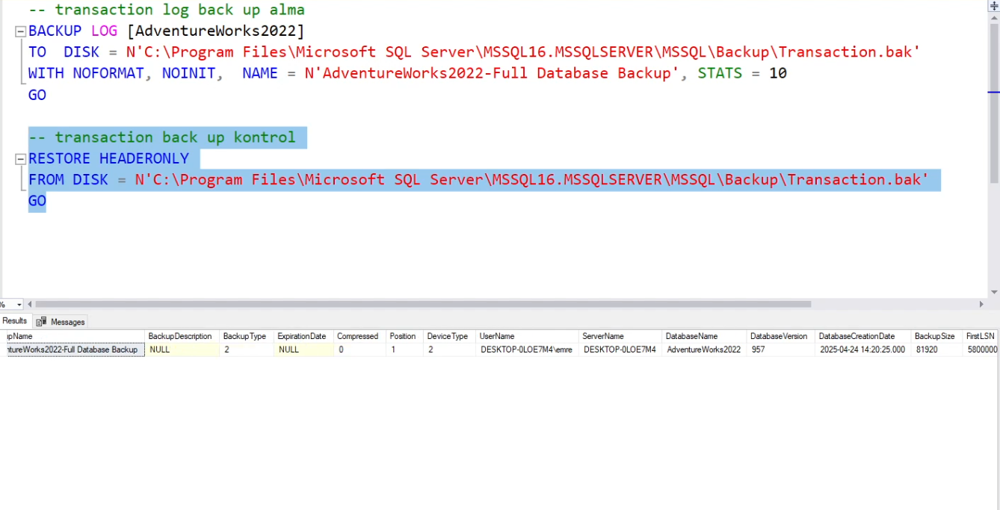 -- transaction log back up alma
BACKUP LOG [AdventureWorks2022]
TO  DISK = N'C:\Program Files\Microsoft SQL Server\MSSQL16.MSSQLSERVER\MSSQL\Backup\Transaction.bak'
WITH NOFORMAT, NOINIT,  NAME = N'AdventureWorks2022-Full Database Backup', STATS = 10
GO
-- transaction back up kontrol
RESTORE HEADERONLY
FROM DISK = N'C:\Program Files\Microsoft SQL Server\MSSQL16.MSSQLSERVER\MSSQL\Backup\Transaction.bak'
GO
%
Results Messages
upName BackupDescription BackupType ExpirationDate Compressed Position DeviceType UserName ServerName DatabaseName DatabaseVersion DatabaseCreationDate BackupSize FirstLSN
ntureWorks2022-Full Database Backup NULL 2 NULL 0 1 2 DESKTOP-0LOE7M4\emre DESKTOP-0LOE7M4 AdventureWorks2022 957 2025-04-24 14:20:25.000 81920 5800000